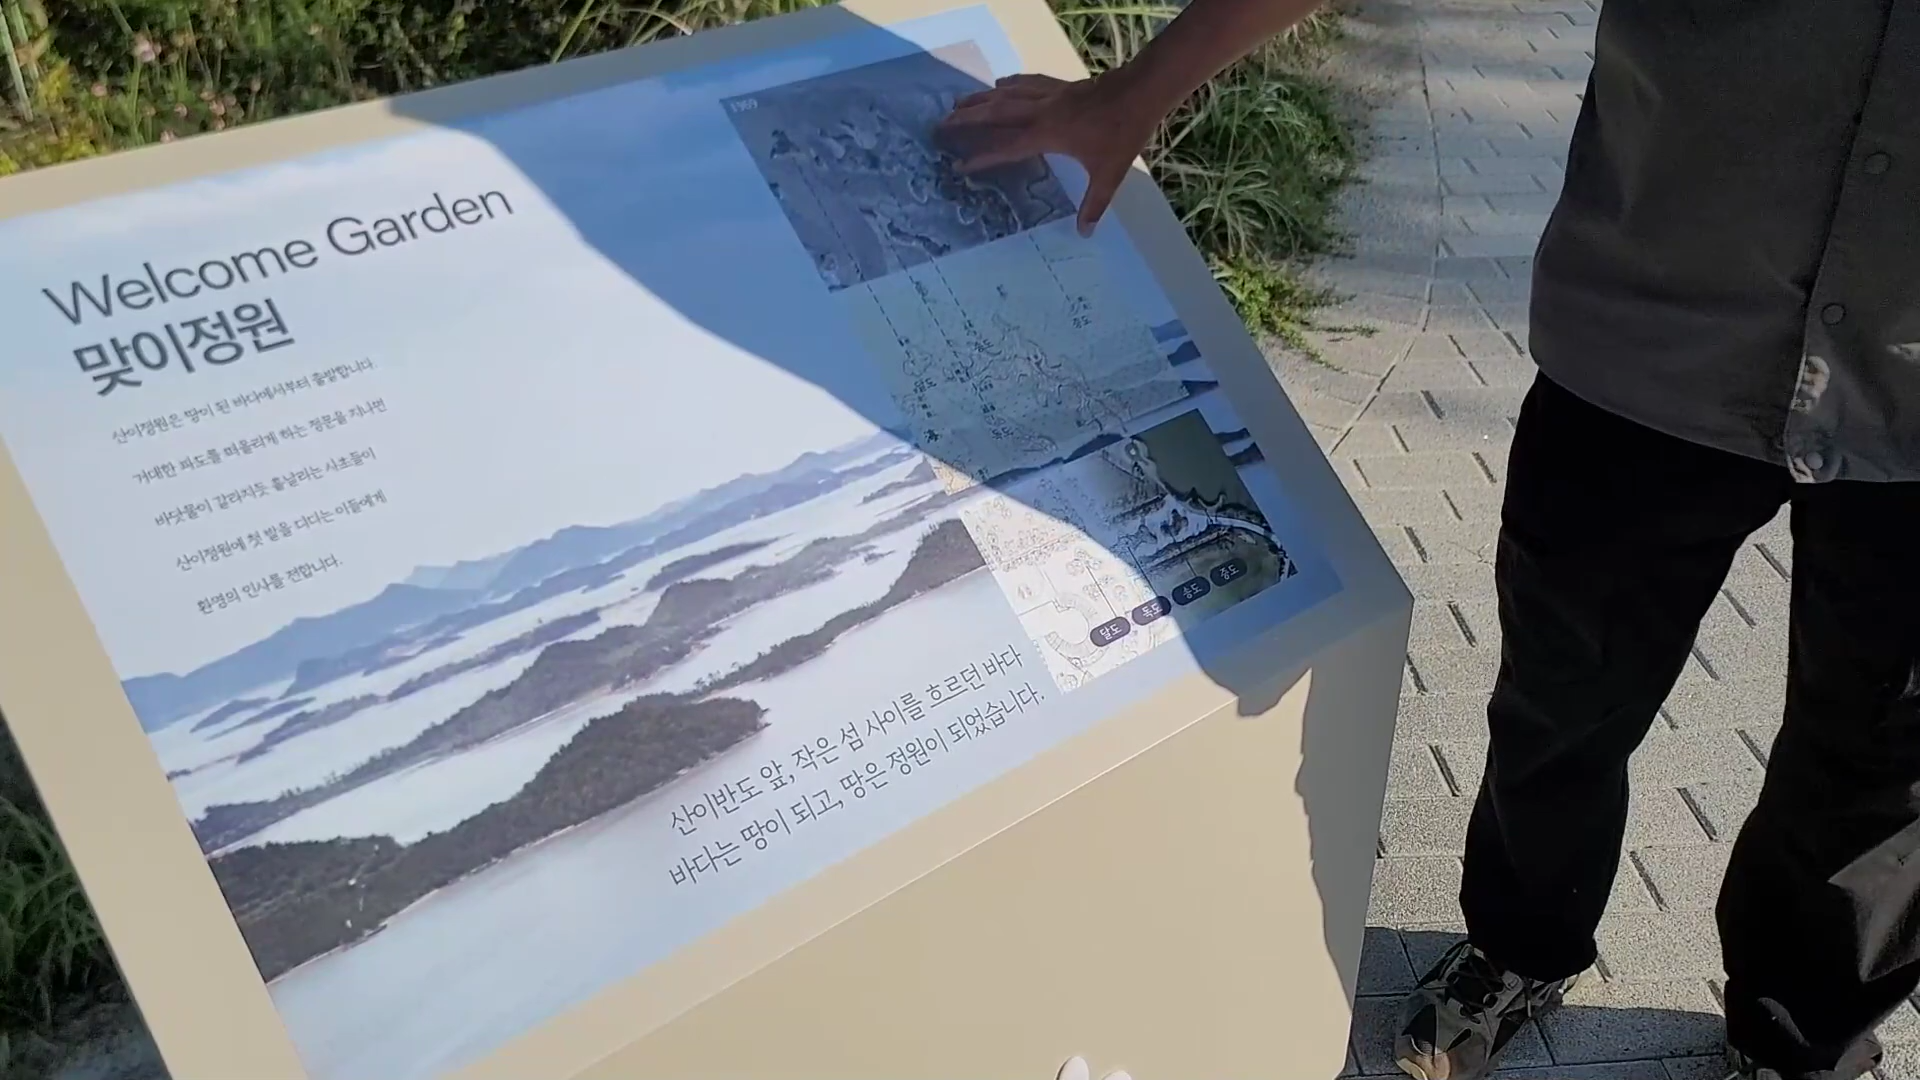 Welcome Garden
맞이정원
산이정원은 땅이 된 바다에서부터 출발합니다.
거대한 파도를 떠올리게 하는 정문을 지나면
바닷물이 갈라지듯 흩날리는 사초들이
산이정원에 첫 발을 디디는 이들에게
환영의 인사를 전합니다.
1969
달도
독도
증도
산이반도 앞, 작은 섬 사이를 흐르던 바다
바다는 땅이 되고, 땅은 정원이 되었습니다.